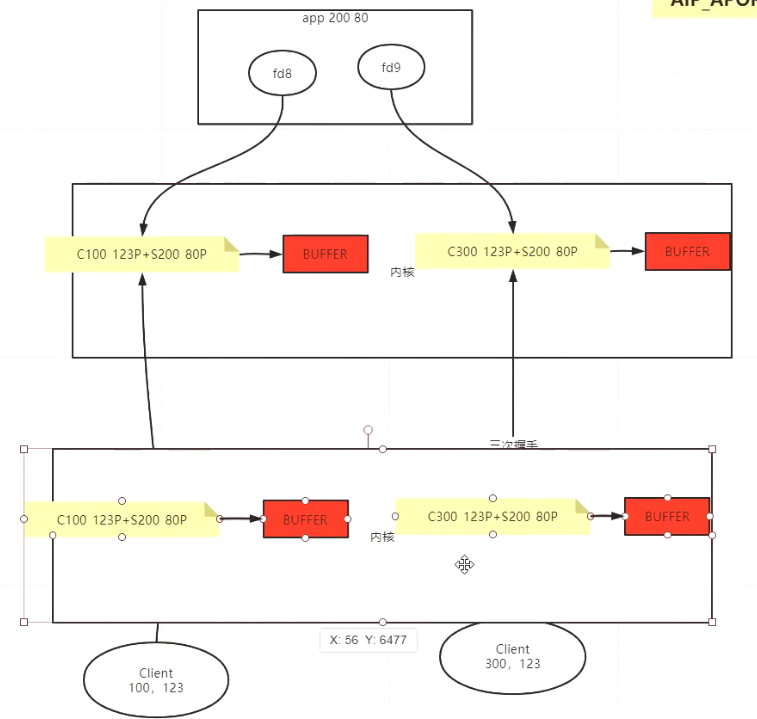 app 200 80
fd8
fd9
C100 123P+S200 80P
BUFFER
内核
C300 123P+S200 80P
BUFFER
三次握手
C100 123P+S200 80P
BUFFER
内核
C300 123P+S200 80P
BUFFER
X: 56 Y: 6477
Client
100，123
Client
300，123